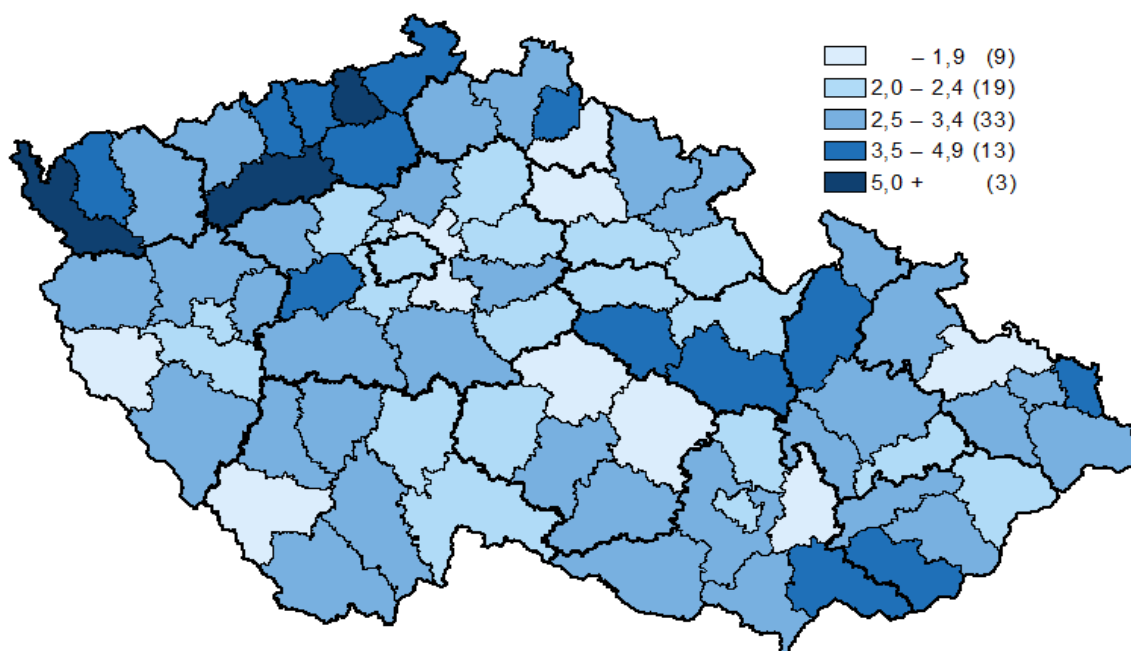 – 1,9 (9)
2,0 – 2,4 (19)
2,5 – 3,4 (33)
3,5 – 4,9 (13)
5,0 + (3)